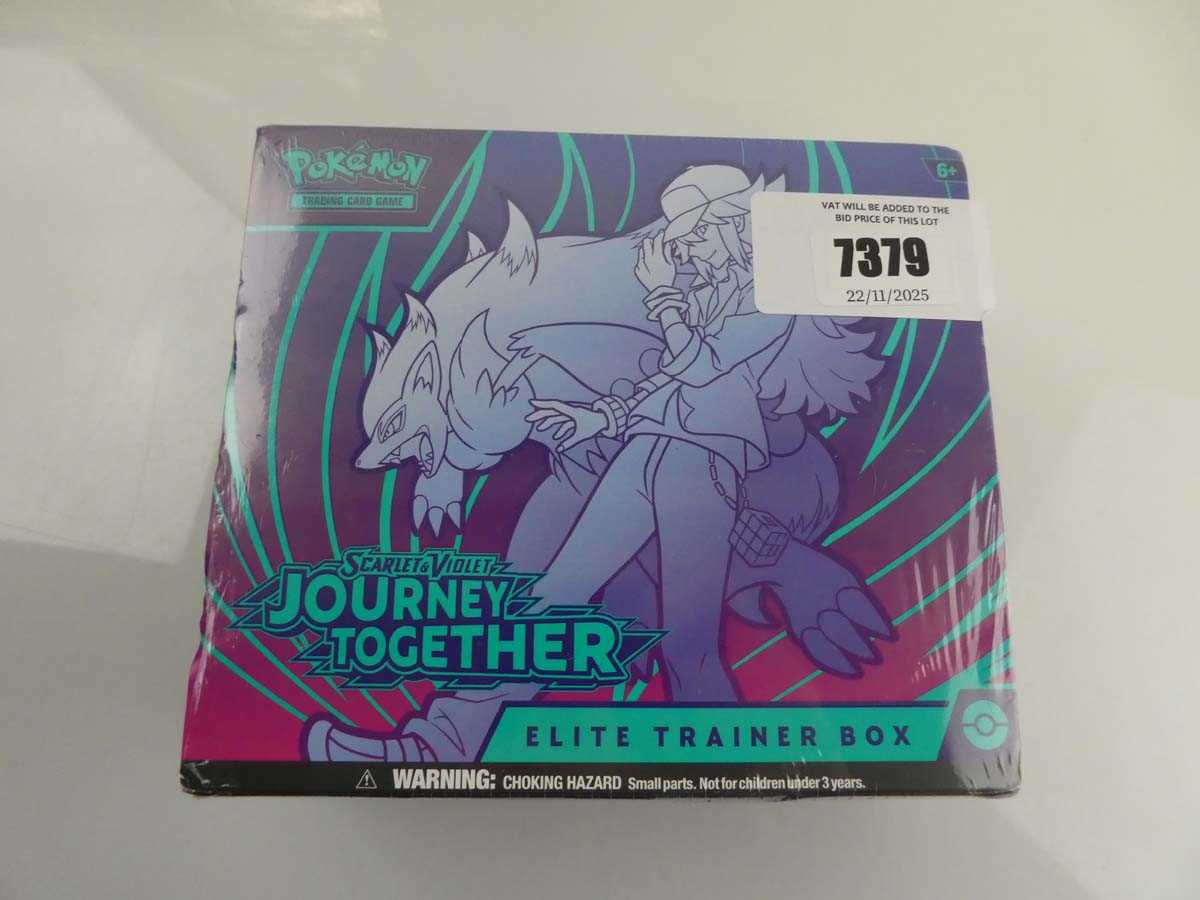 POKéMON
TRADING CARD GAME
6+
VAT WILL BE ADDED TO THE
BID PRICE OF THIS LOT
7379
22/11/2025
SCARLET & VIOLET
JOURNEY
TOGETHER
ELITE TRAINER BOX
WARNING: CHOKING HAZARD Small parts. Not for children under 3 years.